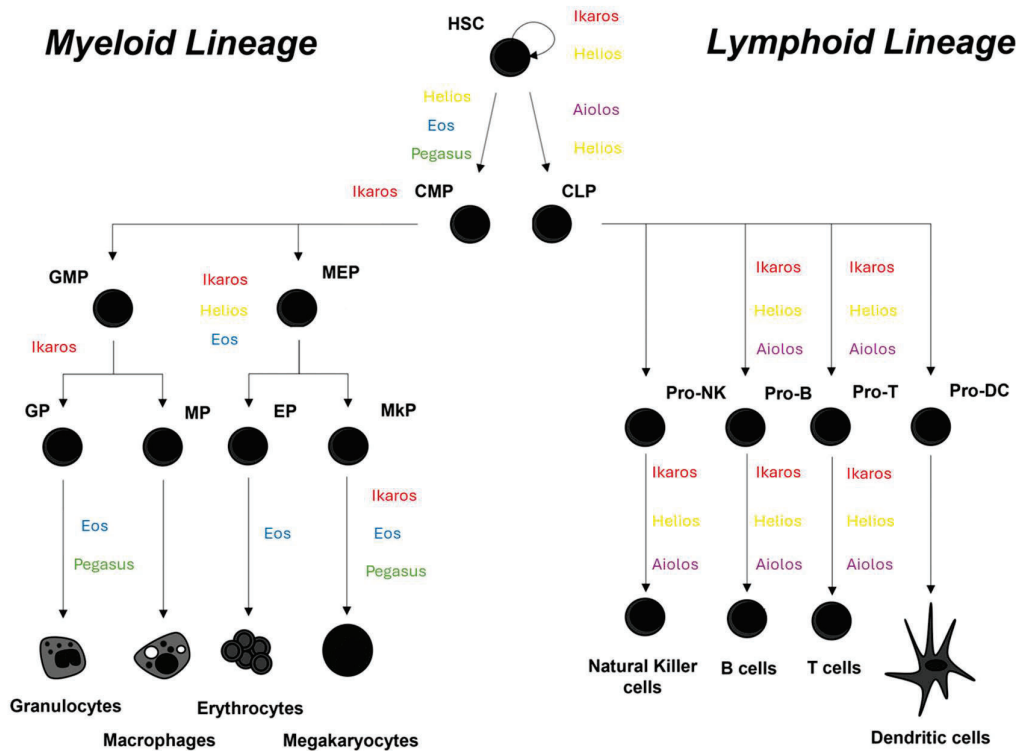 Myeloid Lineage
HSC
Ikaros
Helios
Lymphoid Lineage
Helios
Eos
Pegasus
Aiolos
Helios
Ikaros
CMP
CLP
GMP
Ikaros
Helios
Eos
MEP
Ikaros
Ikaros
Helios
Aiolos
Ikaros
Helios
Aiolos
GP
MP
EP
MkP
Pro-NK
Pro-B
Pro-T
Pro-DC
Eos
Pegasus
Eos
Ikaros
Eos
Pegasus
Ikaros
Helios
Aiolos
Ikaros
Helios
Aiolos
Ikaros
Helios
Aiolos
Granulocytes
Macrophages
Erythrocytes
Megakaryocytes
Natural Killer
cells
B cells
T cells
Dendritic cells